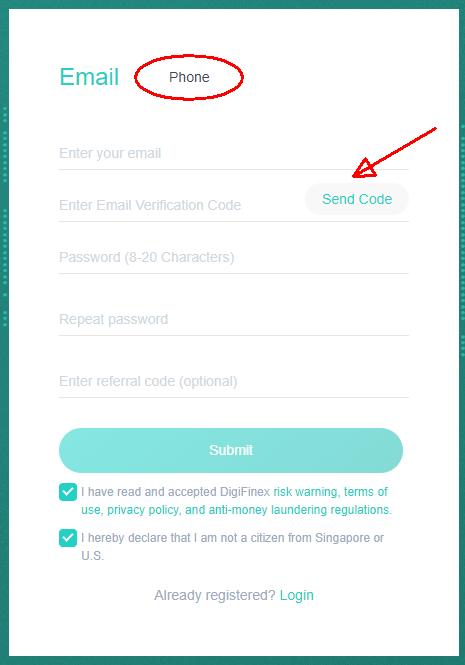 Email Phone
Enter your email
Enter Email Verification Code Send Code
Password (8-20 Characters)
Repeat password
Enter referral code (optional)
Submit
I have read and accepted DigiFinex risk warning, terms of
use, privacy policy, and anti-money laundering regulations.
I hereby declare that I am not a citizen from Singapore or
U.S.
Already registered? Login